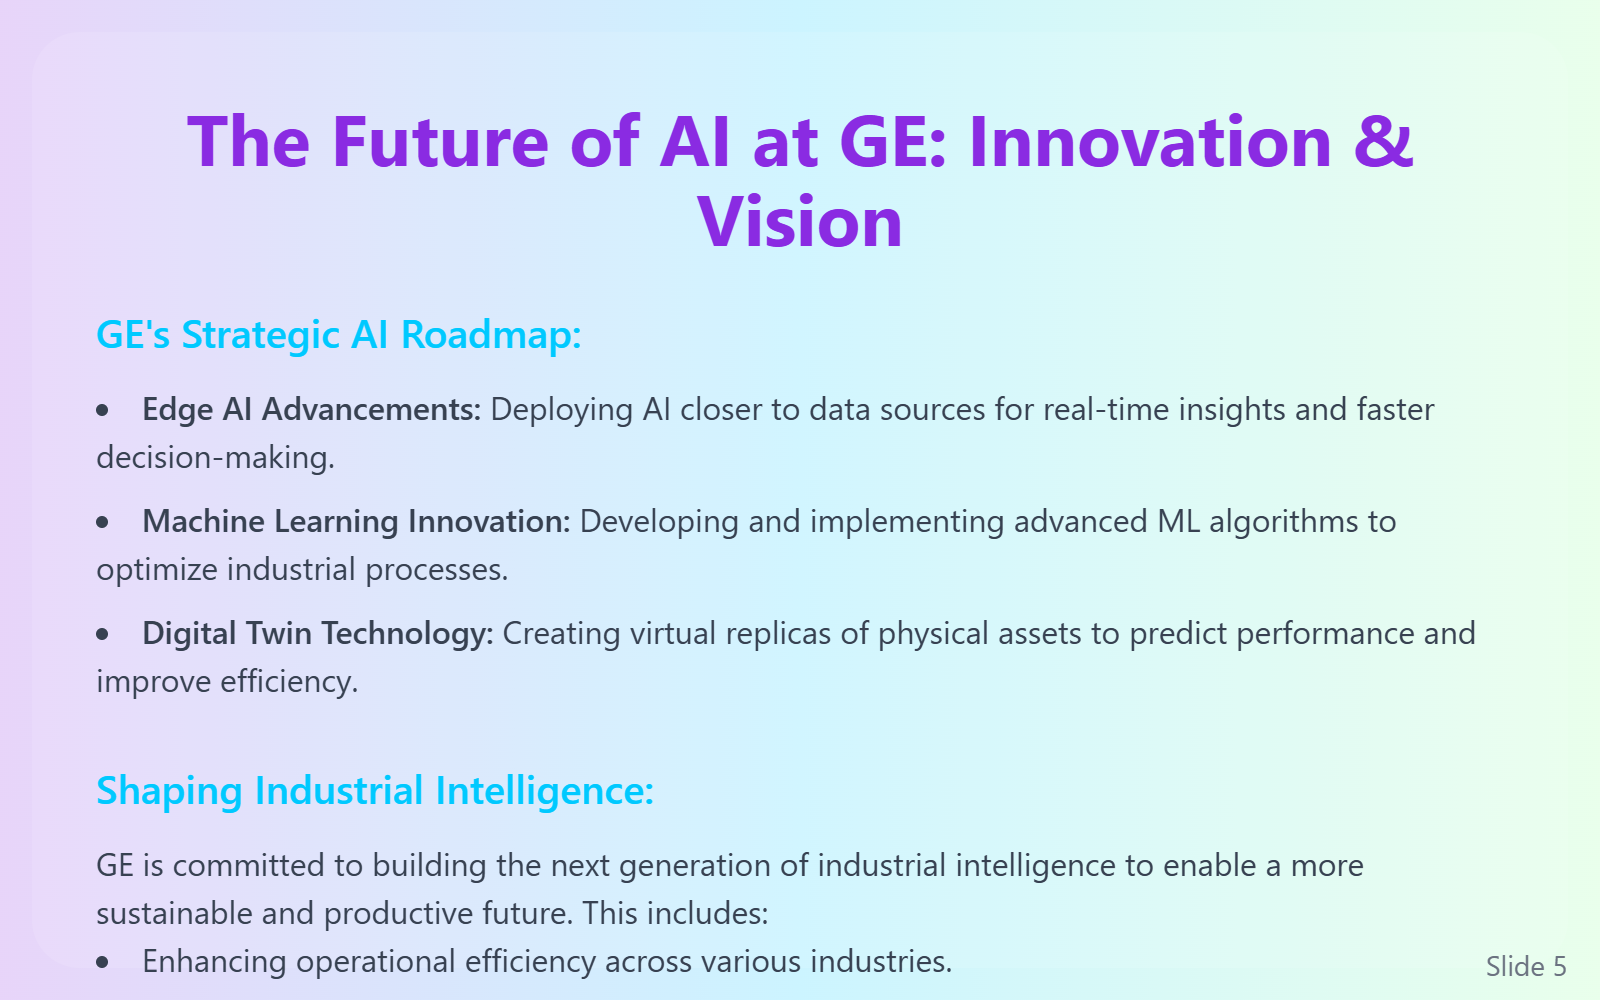 The Future of AI at GE: Innovation &
Vision
GE's Strategic AI Roadmap:
• Edge AI Advancements: Deploying AI closer to data sources for real-time insights and faster
decision-making.
• Machine Learning Innovation: Developing and implementing advanced ML algorithms to
optimize industrial processes.
• Digital Twin Technology: Creating virtual replicas of physical assets to predict performance and
improve efficiency.
Shaping Industrial Intelligence:
GE is committed to building the next generation of industrial intelligence to enable a more
sustainable and productive future. This includes:
• Enhancing operational efficiency across various industries.
Slide 5